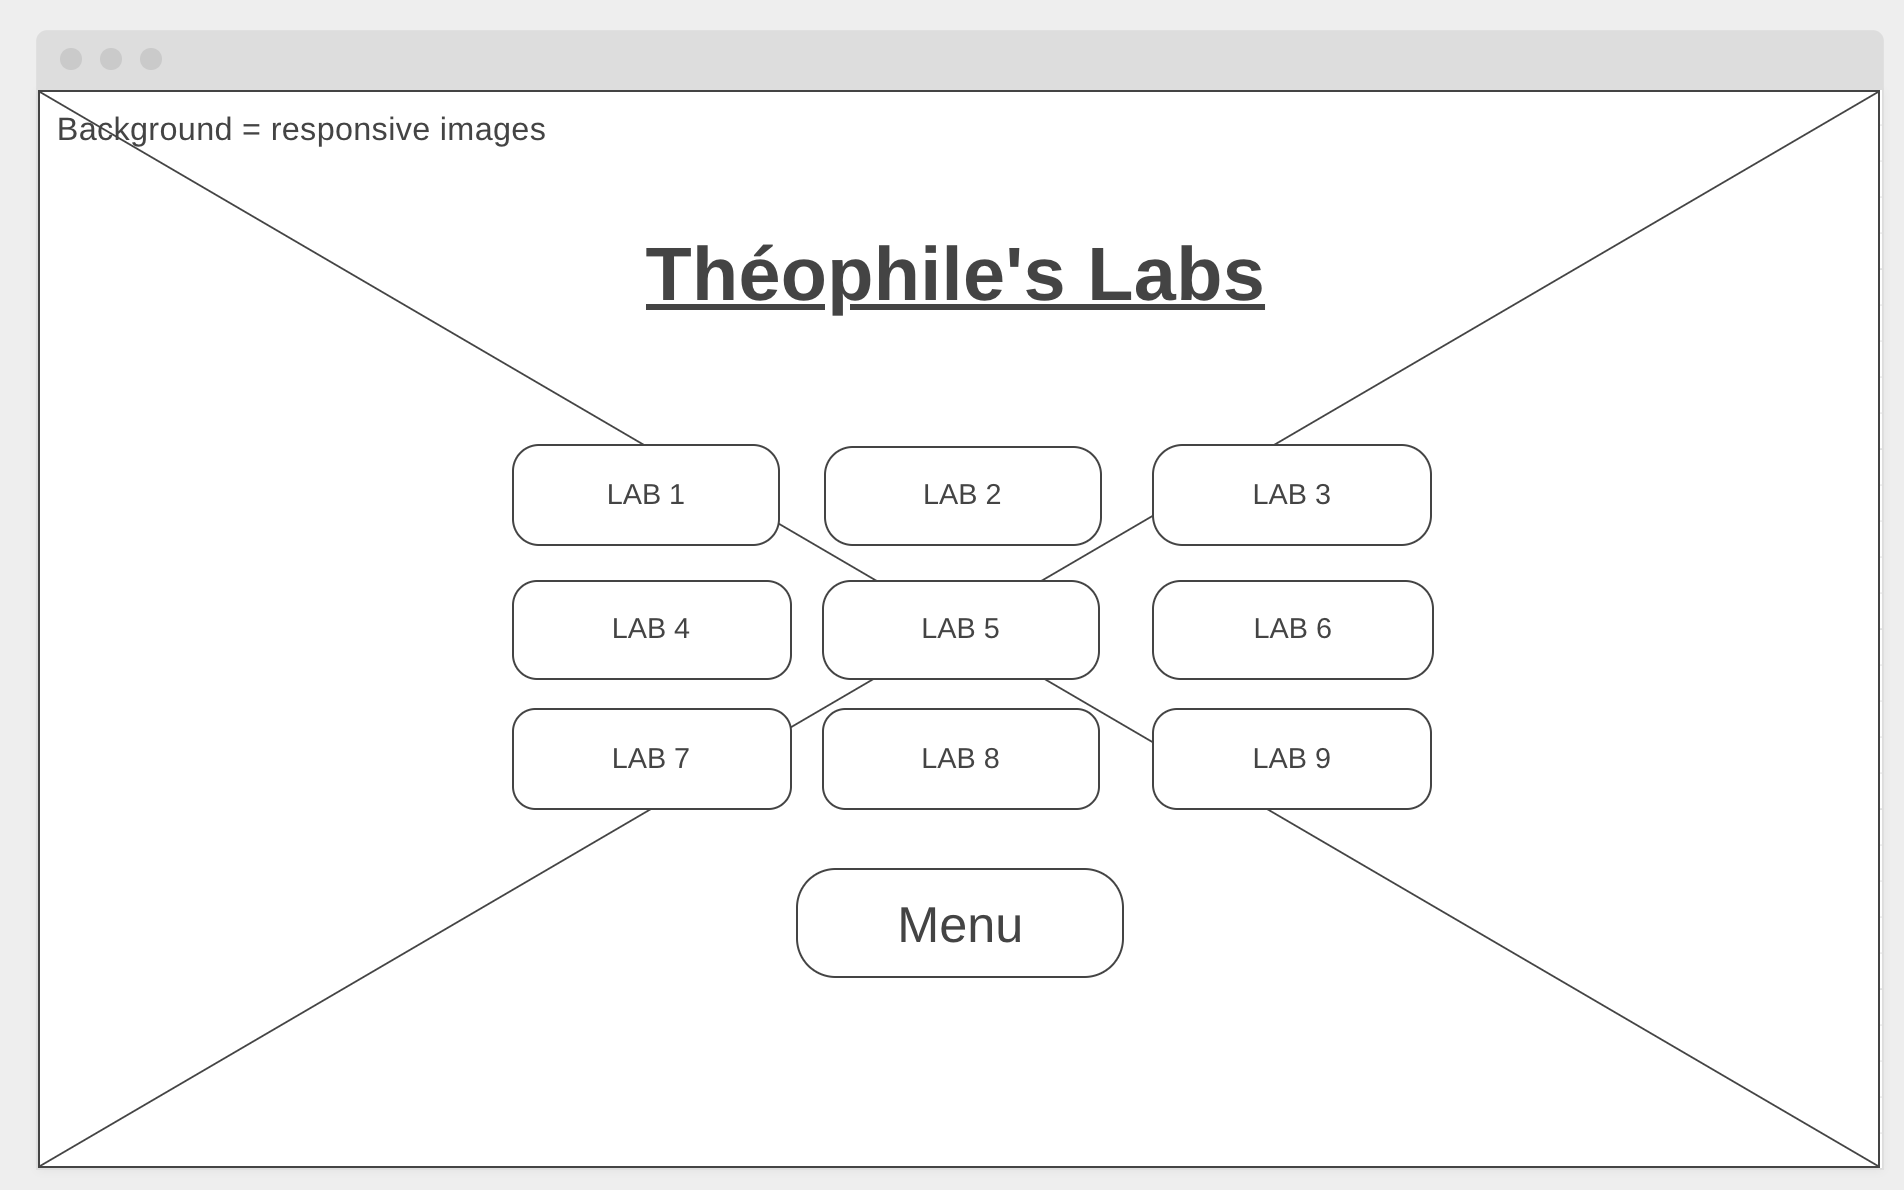 Background = responsive images
Théophile's Labs
LAB 1 LAB 2 LAB 3
LAB 4 LAB 5 LAB 6
LAB 7 LAB 8 LAB 9
Menu